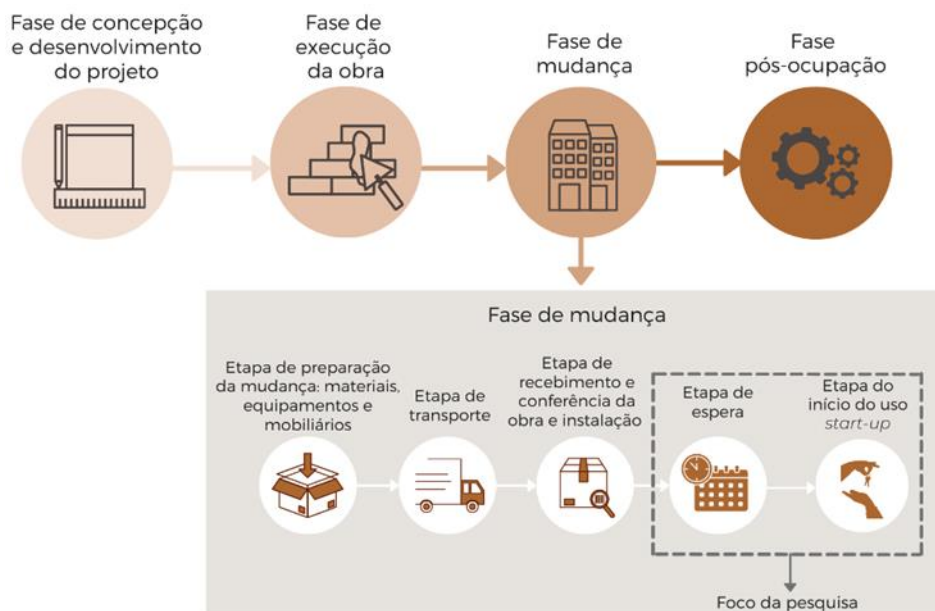 Fase de concepção
e desenvolvimento
do projeto
Fase de
execução
da obra
Fase de
mudança
Fase
pós-ocupação
Fase de mudança
Etapa de preparação
da mudança: materiais,
equipamentos e
mobiliários
Etapa de
transporte
Etapa de
recebimento e
conferência da
obra e instalação
Etapa de
espera
Etapa do
início do uso
start-up
Foco da pesquisa